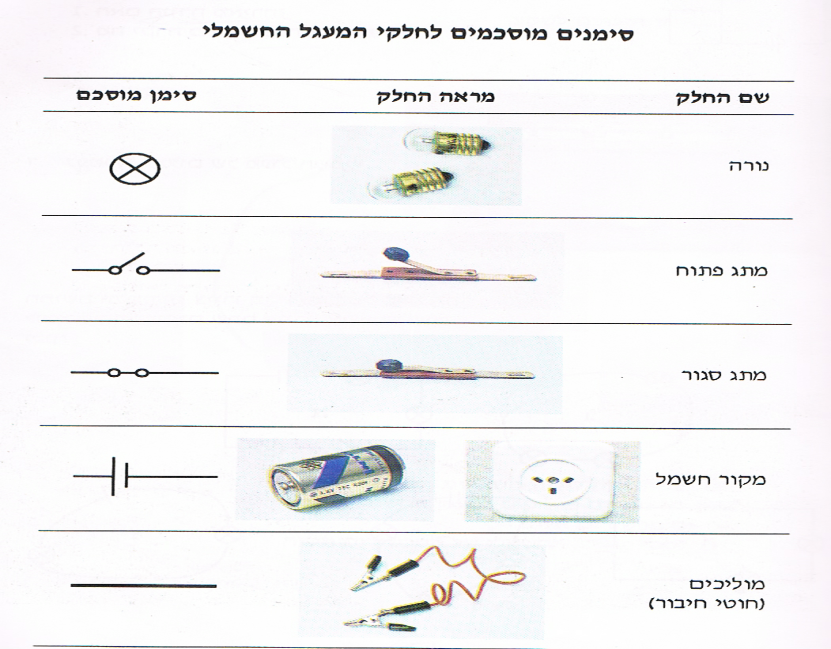 סימנים מוסכמים לחלקי המעגל החשמלי
שם החלק מראה החלק סימן מוסכם
נורה
מתג פתוח
מתג סגור
מקור חשמל
מוליכים
(חוטי חיבור)